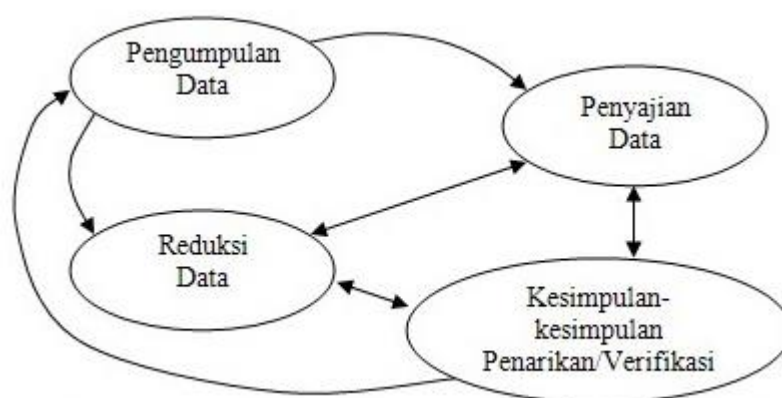 Pengumpulan
Data
Penyajian
Data
Reduksi
Data
Kesimpulan-
kesimpulan
Penarikan/Verifikasi